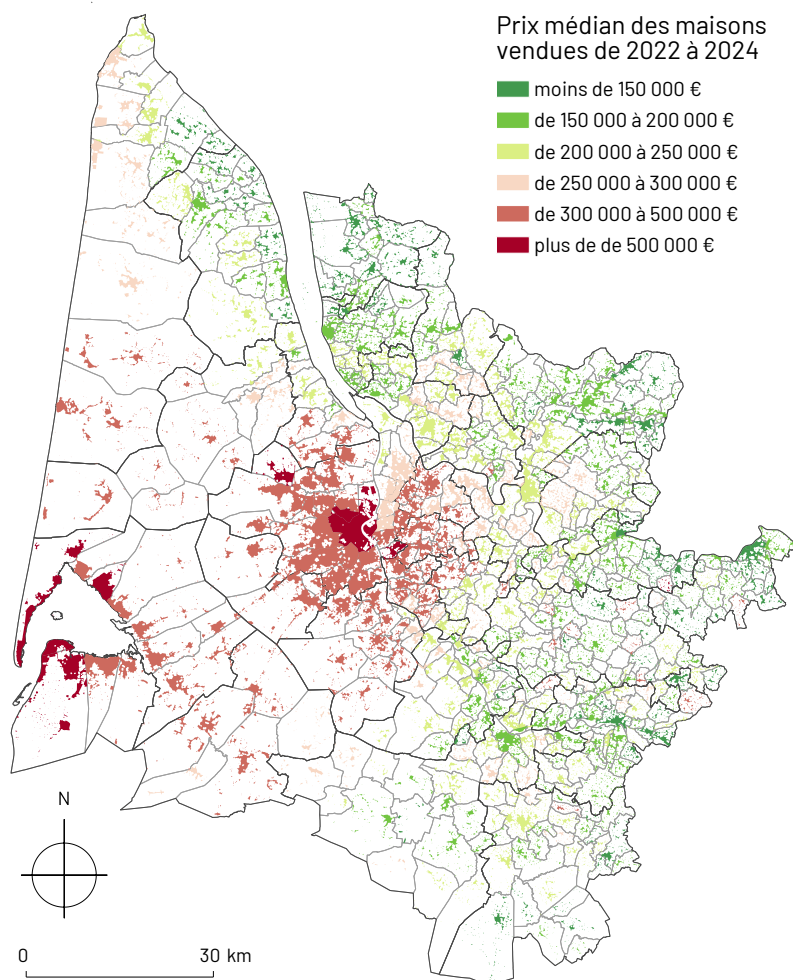 Prix médian des maisons
vendues de 2022 à 2024
moins de 150 000 €
de 150 000 à 200 000 €
de 200 000 à 250 000 €
de 250 000 à 300 000 €
de 300 000 à 500 000 €
plus de de 500 000 €
N
0 30 km